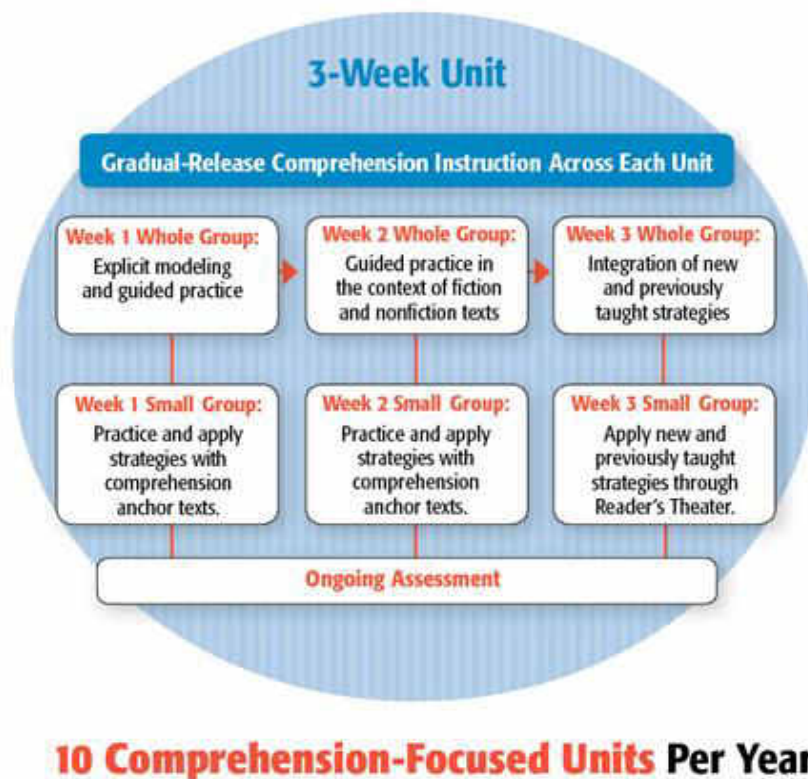 3-Week Unit
Gradual-Release Comprehension Instruction Across Each Unit
Week 1 Whole Group:
Explicit modeling
and guided practice
Week 2 Whole Group:
Guided practice in
the context of fiction
and nonfiction texts
Week 3 Whole Group:
Integration of new
and previously
taught strategies
Week 1 Small Group:
Practice and apply
strategies with
comprehension
anchor texts.
Week 2 Small Group:
Practice and apply
strategies with
comprehension
anchor texts.
Week 3 Small Group:
Apply new and
previously taught
strategies through
Reader's Theater.
Ongoing Assessment
10 Comprehension-Focused Units Per Year